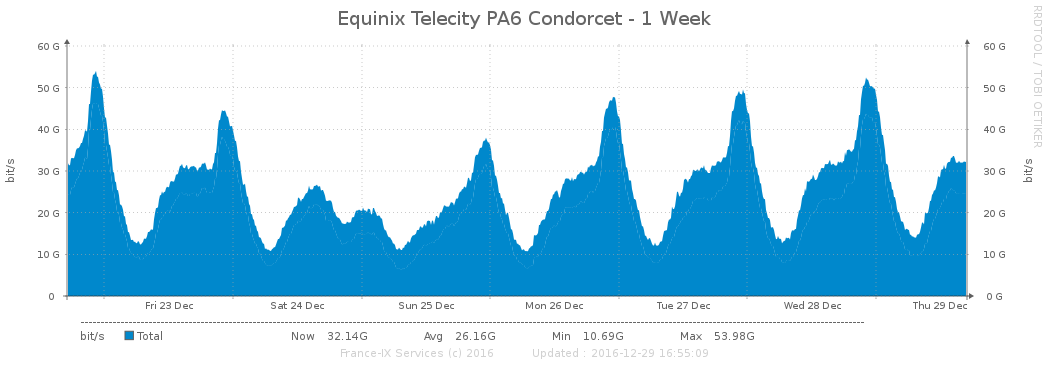 Equinix Telecity PA6 Condorcet - 1 Week
RRDTOOL / TOBI OETIKER
bit/s
60 G 60 G
50 G 50 G
40 G 40 G
30 G 30 G
20 G 20 G
10 G 10 G
0 0 G
bit/s
Fri 23 Dec Sat 24 Dec Sun 25 Dec Mon 26 Dec Tue 27 Dec Wed 28 Dec Thu 29 Dec
bit/s Total Now 32.14G Avg 26.16G Min 10.69G Max 53.98G
France-IX Services (c) 2016 Updated : 2016-12-29 16:55:09